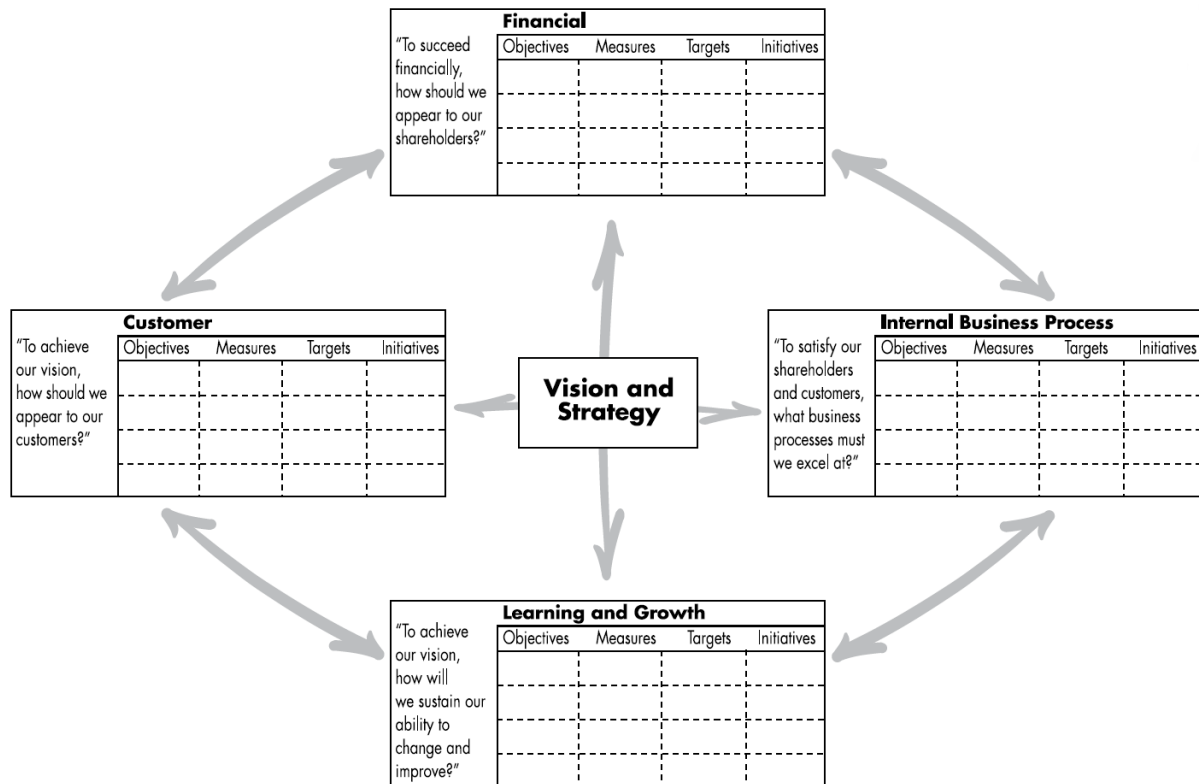 Financial
“To succeed
financially,
how should we
appear to our
shareholders?”
Objectives Measures Targets Initiatives
Customer
“To achieve
our vision,
how should we
appear to our
customers?”
Objectives Measures Targets Initiatives
Vision and
Strategy
Internal Business Process
“To satisfy our
shareholders
and customers,
what business
processes must
we excel at?”
Objectives Measures Targets Initiatives
Learning and Growth
“To achieve
our vision,
how will
we sustain our
ability to
change and
improve?”
Objectives Measures Targets Initiatives